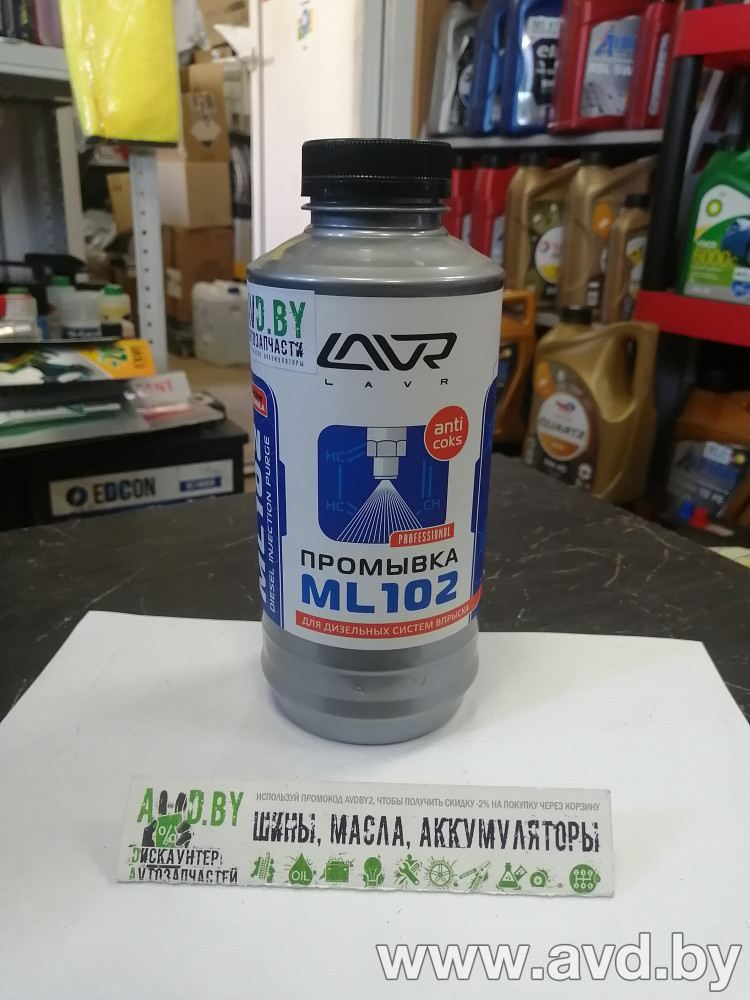 AVD.BY
АВТОЗАПЧАСТИ
LAVR
LAVR
anti
coks
HC
HC
CH
PROFESSIONAL
ПРОМЫВКА
ML102
ДЛЯ ДИЗЕЛЬНЫХ СИСТЕМ ВПРЫСКА
ML102
DIESEL INJECTION PURGE
EDCON
bp
QUARTZ
AVD.BY
ИСПОЛЬЗУЙ ПРОМОКОД AVDBY2, ЧТОБЫ ПОЛУЧИТЬ СКИДКУ -2% НА ПОКУПКУ ЧЕРЕЗ КОРЗИНУ
ШИНЫ, МАСЛА, АККУМУЛЯТОРЫ
ДИСКАУНТЕР
АВТОЗАПЧАСТЕЙ
OIL
www.avd.by